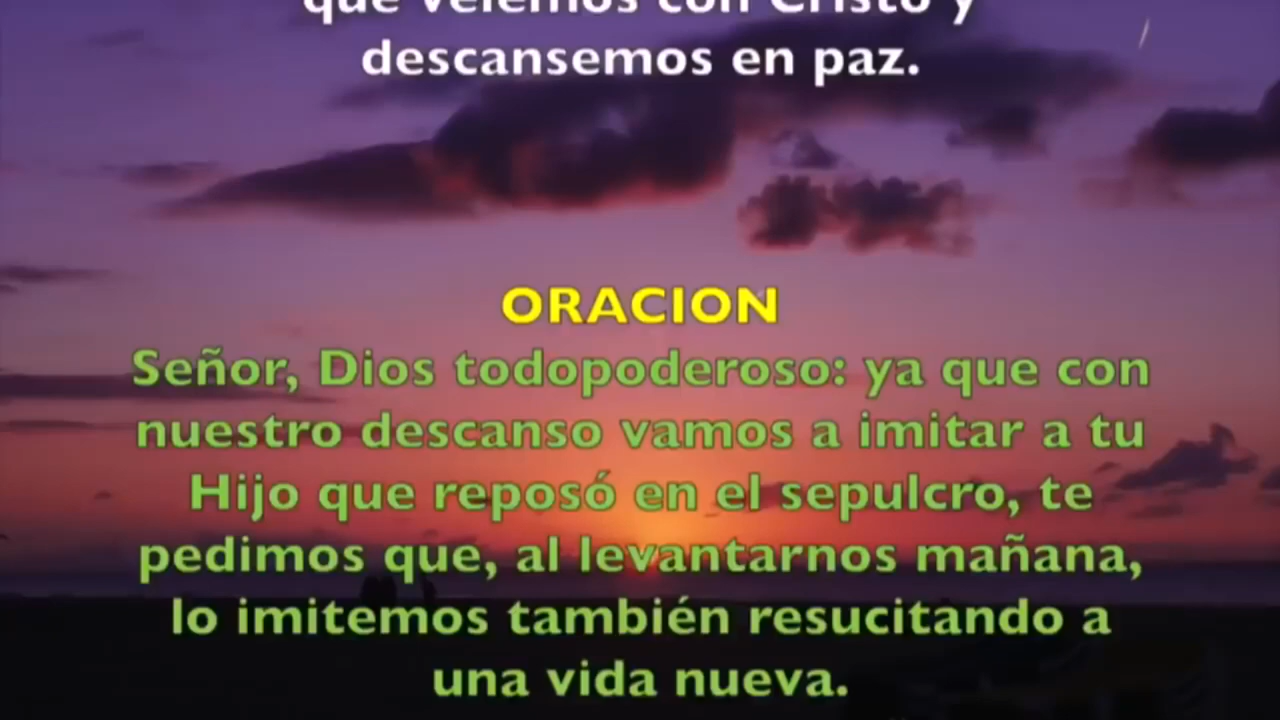 que velemos con Cristo y
descansemos en paz.
ORACION
Señor, Dios todopoderoso: ya que con
nuestro descanso vamos a imitar a tu
Hijo que reposó en el sepulcro, te
pedimos que, al levantarnos mañana,
lo imitemos también resucitando a
una vida nueva.